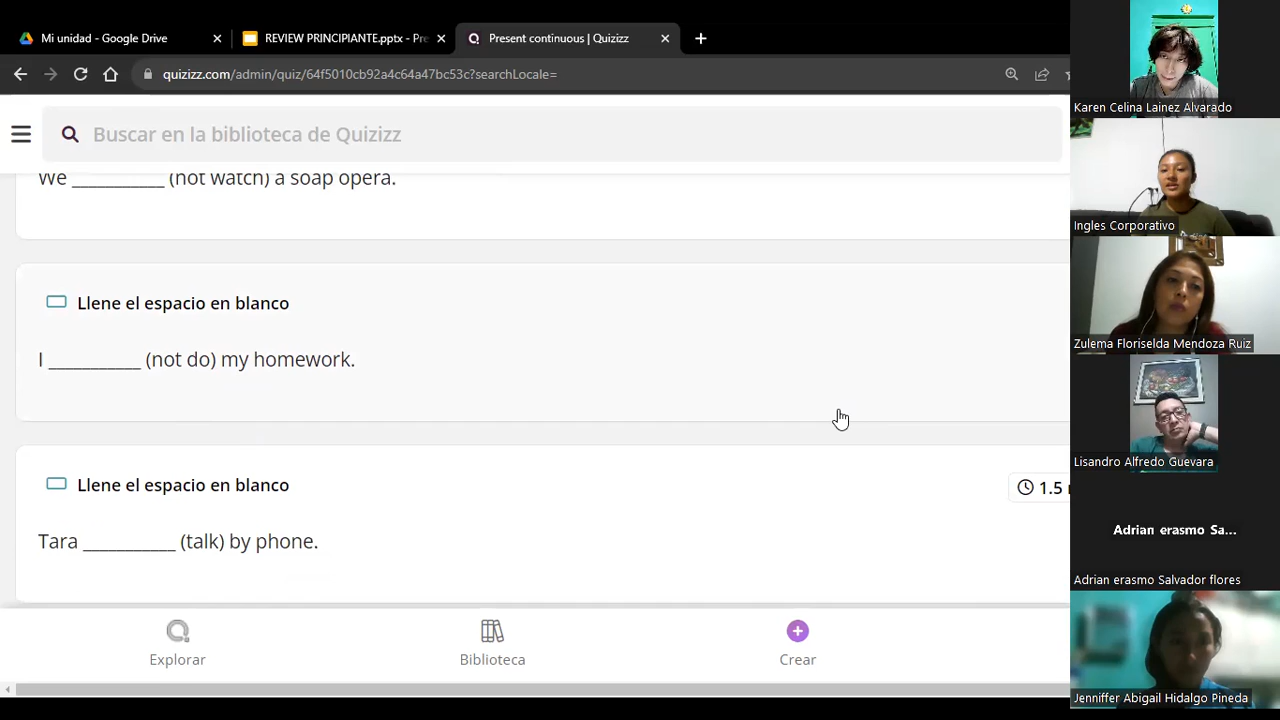 Mi unidad - Google Drive
REVIEW PRINCIPIANTE.pptx - Pre
Present continuous | Quizizz
quizizz.com/admin/quiz/64f5010cb92a4c64a47bc53c?searchLocale=
Buscar en la biblioteca de Quizizz
We ___________ (not watch) a soap opera.
Llene el espacio en blanco
I ___________ (not do) my homework.
Llene el espacio en blanco
1.5
Tara ___________ (talk) by phone.
Explorar
Biblioteca
Crear
Karen Celina Lainez Alvarado
Ingles Corporativo
Zulema Floriselda Mendoza Ruiz
Lisandro Alfredo Guevara
Adrian erasmo Sa...
Adrian erasmo Salvador flores
Jenniffer Abigail Hidalgo Pineda